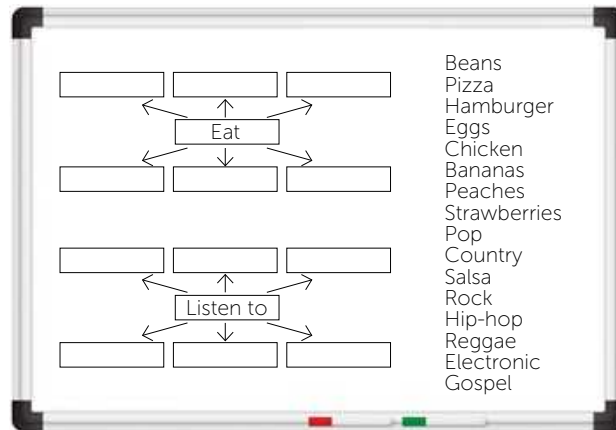 Eat
Listen to
Beans
Pizza
Hamburger
Eggs
Chicken
Bananas
Peaches
Strawberries
Pop
Country
Salsa
Rock
Hip-hop
Reggae
Electronic
Gospel